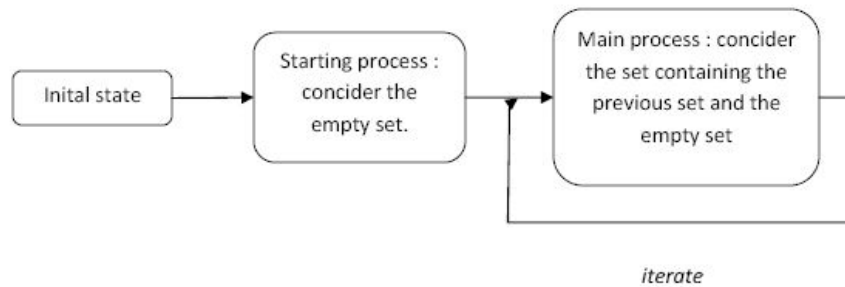 Inital state
Starting process :
concider the
empty set.
Main process : concider
the set containing the
previous set and the
empty set
iterate